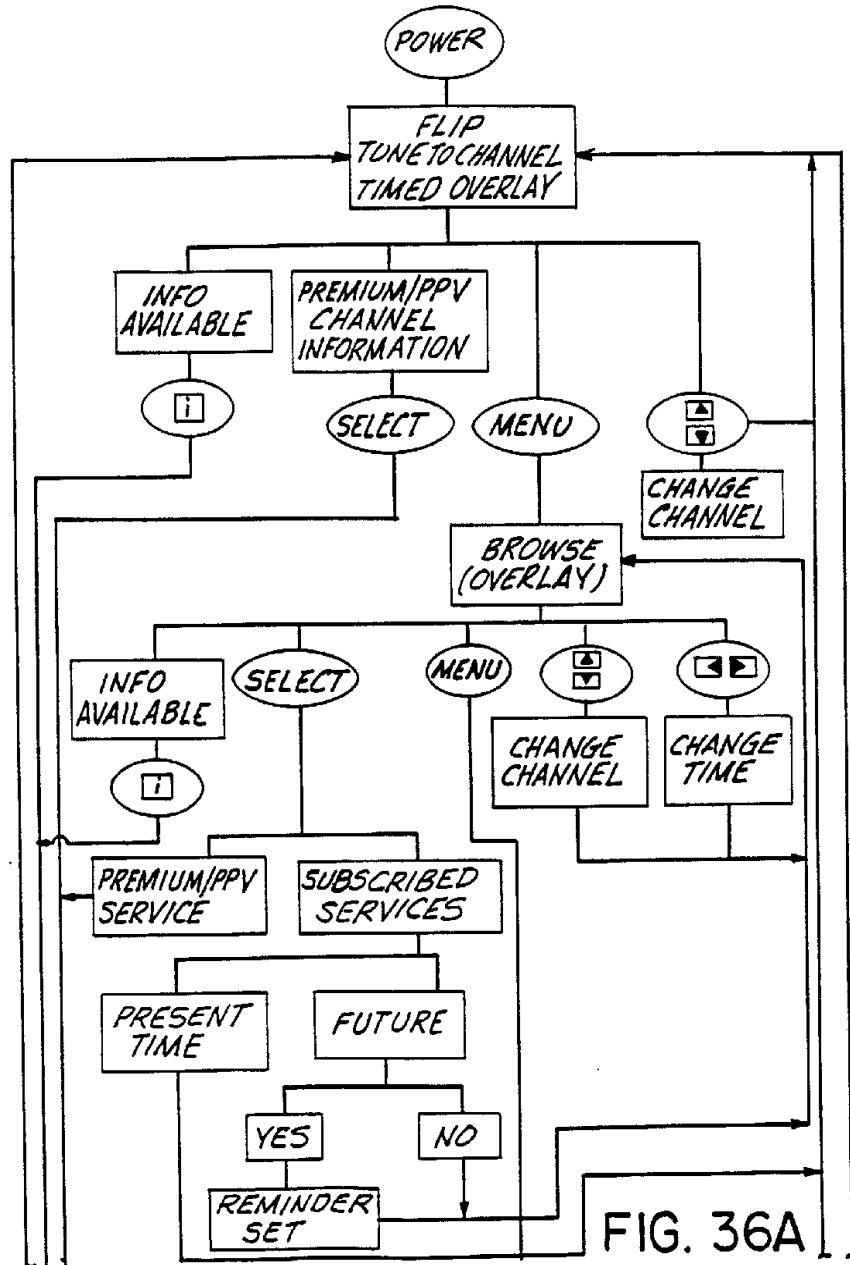 POWER
FLIP
TUNE TO CHANNEL
TIMED OVERLAY
INFO
AVAILABLE
PREMIUM/PPV
CHANNEL
INFORMATION
i
SELECT
MENU
CHANGE
CHANNEL
BROWSE
(OVERLAY)
INFO
AVAILABLE
SELECT
MENU
CHANGE
CHANNEL
CHANGE
TIME
i
PREMIUM/PPV
SERVICE
SUBSCRIBED
SERVICES
PRESENT
TIME
FUTURE
YES
NO
REMINDER
SET
FIG. 36A